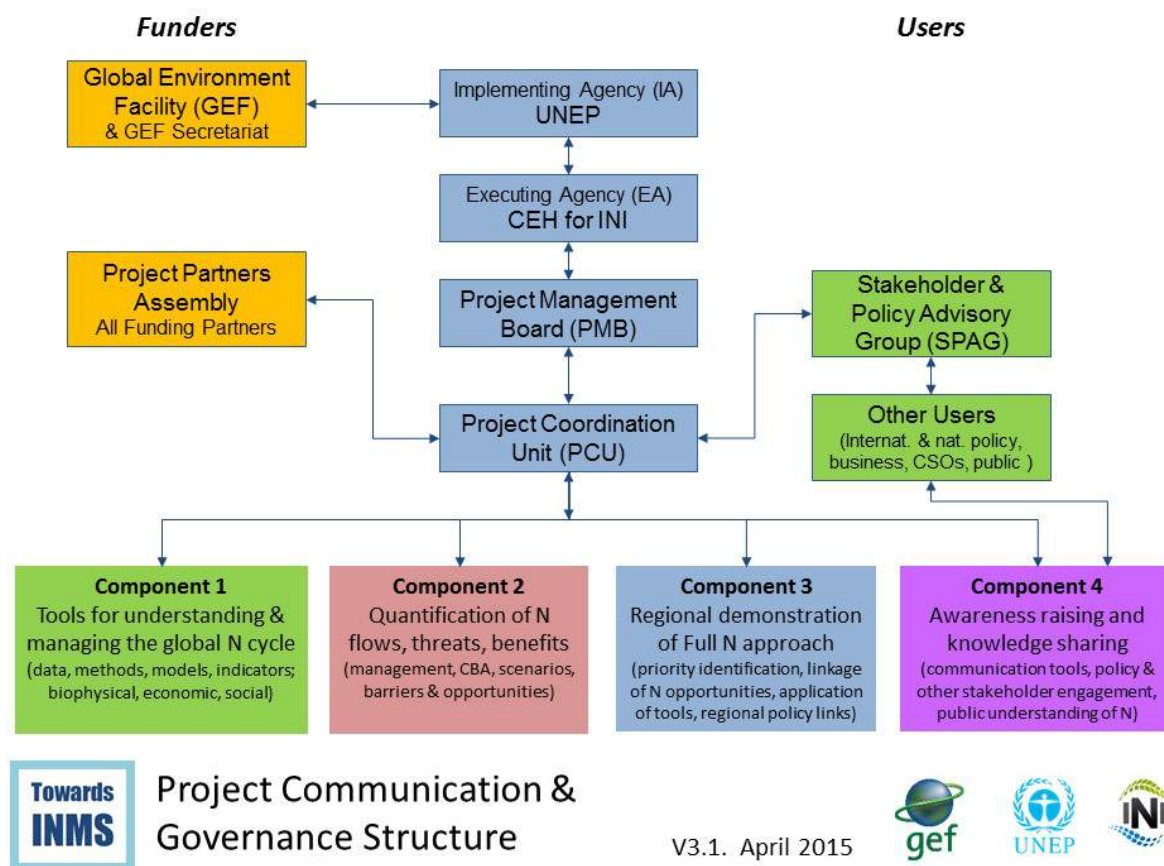 Funders
Users
Global Environment
Facility (GEF)
& GEF Secretariat
Implementing Agency (IA)
UNEP
Executing Agency (EA)
CEH for INI
Project Partners
Assembly
All Funding Partners
Project Management
Board (PMB)
Stakeholder &
Policy Advisory
Group (SPAG)
Project Coordination
Unit (PCU)
Other Users
(Internat. & nat. policy,
business, CSOs, public )
Component 1
Tools for understanding &
managing the global N cycle
(data, methods, models, indicators;
biophysical, economic, social)
Component 2
Quantification of N
flows, threats, benefits
(management, CBA, scenarios,
barriers & opportunities)
Component 3
Regional demonstration
of Full N approach
(priority identification, linkage
of N opportunities, application
of tools, regional policy links)
Component 4
Awareness raising and
knowledge sharing
(communication tools, policy &
other stakeholder engagement,
public understanding of N)
Towards
INMS
Project Communication &
Governance Structure
V3.1. April 2015
gef
UNEP
INI